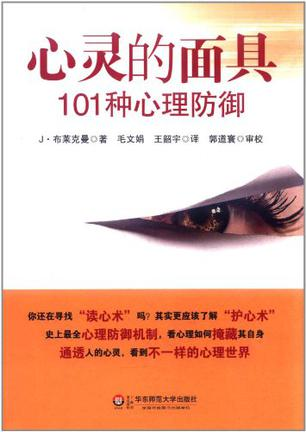 心灵的面具
101种心理防御
J·布莱克曼 著 毛文娟 王韶宇 译 郭道寰 审校
你还在寻找“读心术”吗？其实更应该了解“护心术”
史上最全心理防御机制，看心理如何掩藏其自身
通透人的心灵，看到不一样的心理世界
华东师范大学出版社